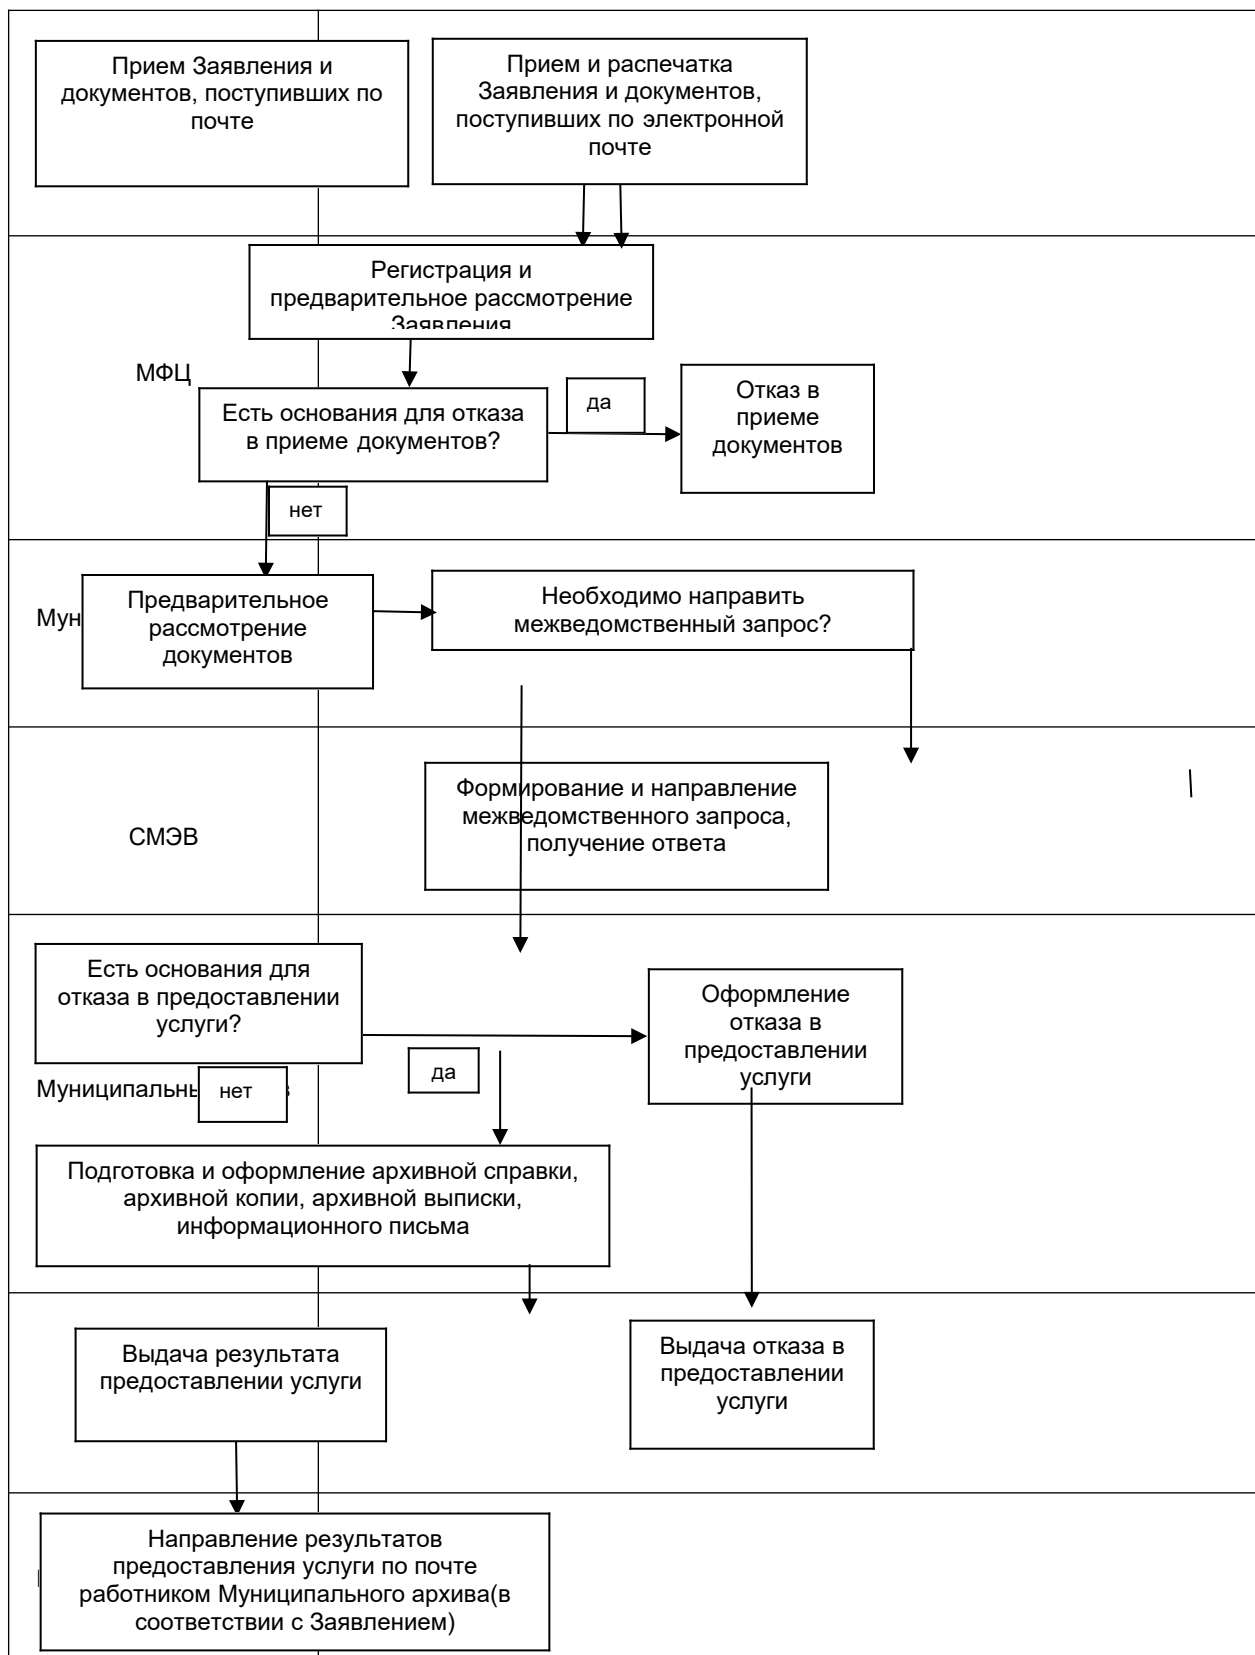 Прием Заявления и
документов, поступивших по
почте
Прием и распечатка
Заявления и документов,
поступивших по электронной
почте
Регистрация и
предварительное рассмотрение
Заявления
МФЦ
Есть основания для отказа
в приеме документов?
да
Отказ в
приеме
документов
нет
Мун
Предварительное
рассмотрение
документов
Необходимо направить
межведомственный запрос?
Формирование и направление
межведомственного запроса,
получение ответа
СМЭВ
Есть основания для
отказа в предоставлении
услуги?
Оформление
отказа в
предоставлении
услуги
да
Муниципальны
нет
Подготовка и оформление архивной справки,
архивной копии, архивной выписки,
информационного письма
Выдача результата
предоставлении услуги
Выдача отказа в
предоставлении
услуги
Направление результатов
предоставления услуги по почте
работником Муниципального архива(в
соответствии с Заявлением)